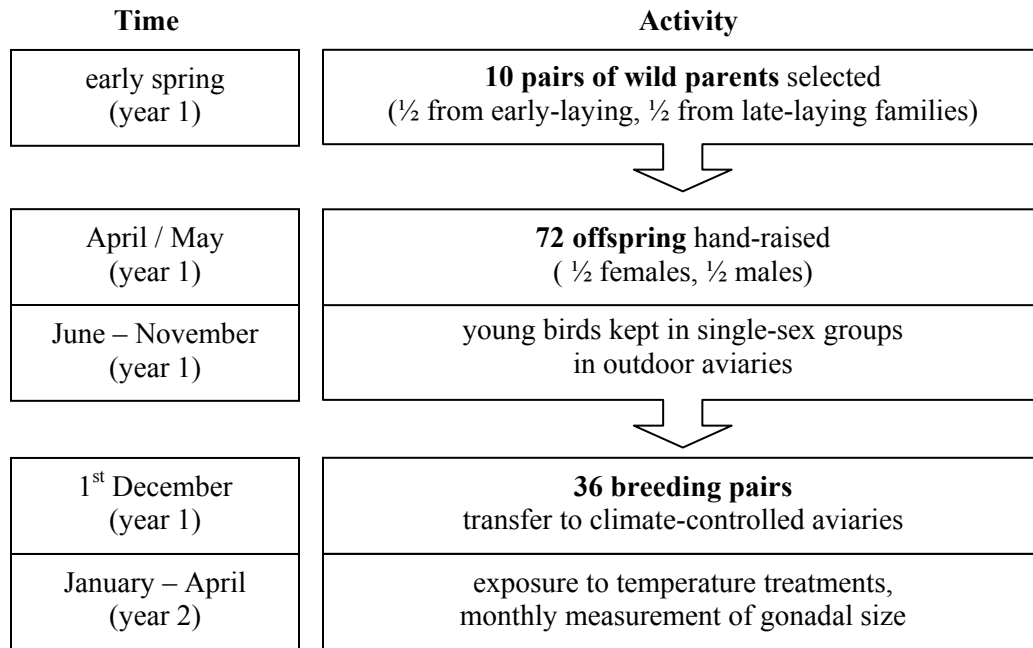 Time
Activity
early spring
(year 1)
10 pairs of wild parents selected
(½ from early-laying, ½ from late-laying families)
April / May
(year 1)
72 offspring hand-raised
( ½ females, ½ males)
June – November
(year 1)
young birds kept in single-sex groups
in outdoor aviaries
1st December
(year 1)
36 breeding pairs
transfer to climate-controlled aviaries
January – April
(year 2)
exposure to temperature treatments,
monthly measurement of gonadal size